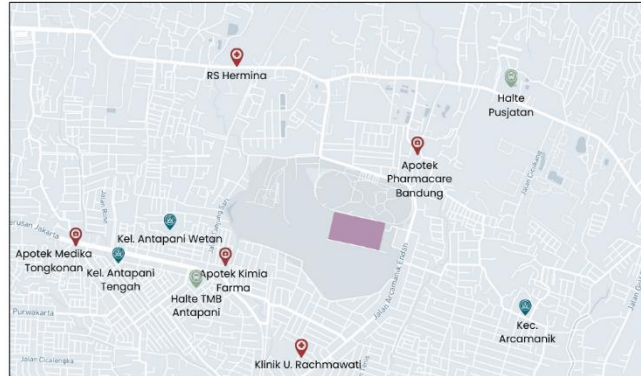 RS Hermina
Halte
Pusjatan
Apotek
Pharmacare
Bandung
Jalan Cicukang
Kel. Antapani Wetan
Apotek Medika
Tongkonan
Kel. Antapani
Tengah
Apotek Kimia
Farma
Halte TMB
Antapani
Jalan Arcamanik Endah
Kec.
Arcamanik
Purwakarta
Klinik U. Rachmawati
Jalan Cicalengka